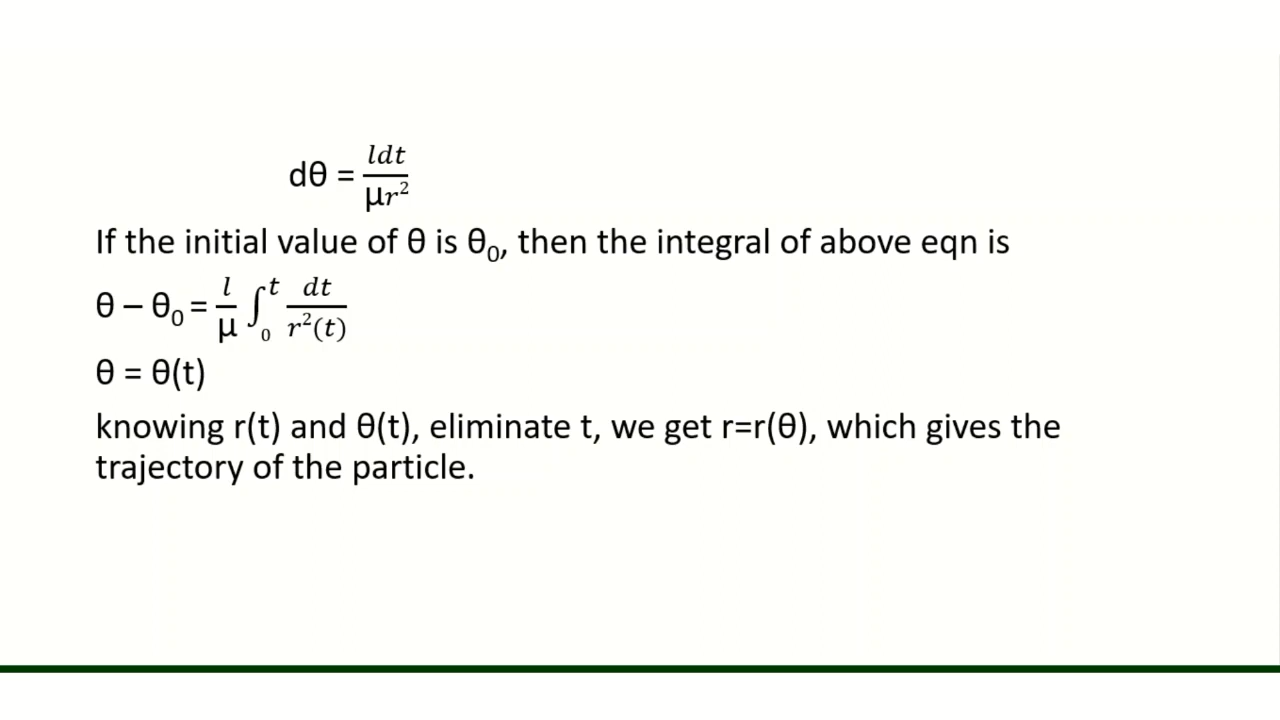 dθ = ldt/μr²
If the initial value of θ is θ₀, then the integral of above eqn is
θ – θ₀ = l/μ ∫₀ᵗ dt/r²(t)
θ = θ(t)
knowing r(t) and θ(t), eliminate t, we get r=r(θ), which gives the
trajectory of the particle.